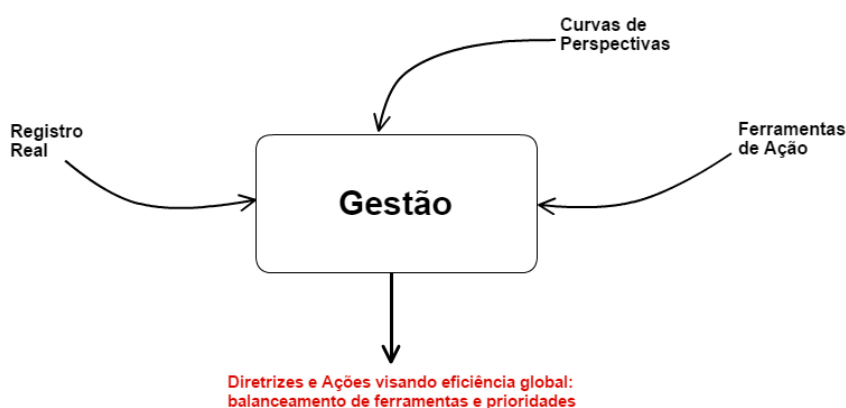 Curvas de
Perspectivas
Registro
Real
Ferramentas
de Ação
Gestão
Diretrizes e Ações visando eficiência global:
balanceamento de ferramentas e prioridades